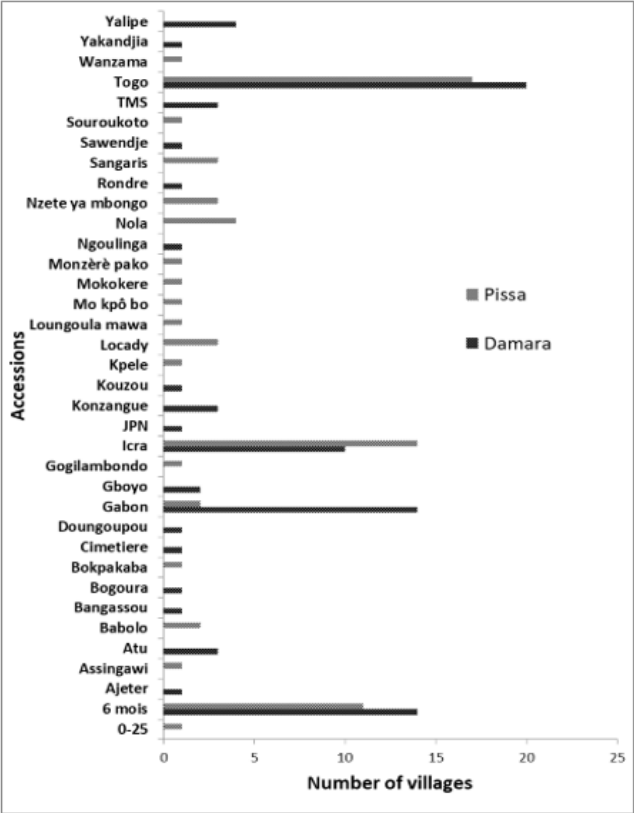 Yalipe
Yakandjia
Wanzama
Togo
TMS
Souroukoto
Sawendje
Sangaris
Rondre
Nzete ya mbongo
Nola
Ngoulinga
Monzèrè pako
Mokokere
Mo kpô bo
Loungoula mawa
Locady
Kpele
Kouzou
Konzangue
JPN
Icra
Gogilambondo
Gboyo
Gabon
Doungoupou
Cimetiere
Bokpakaba
Bogoura
Bangassou
Babolo
Atu
Assingawi
Ajeter
6 mois
0-25
Accessions
Pissa
Damara
0 5 10 15 20 25
Number of villages